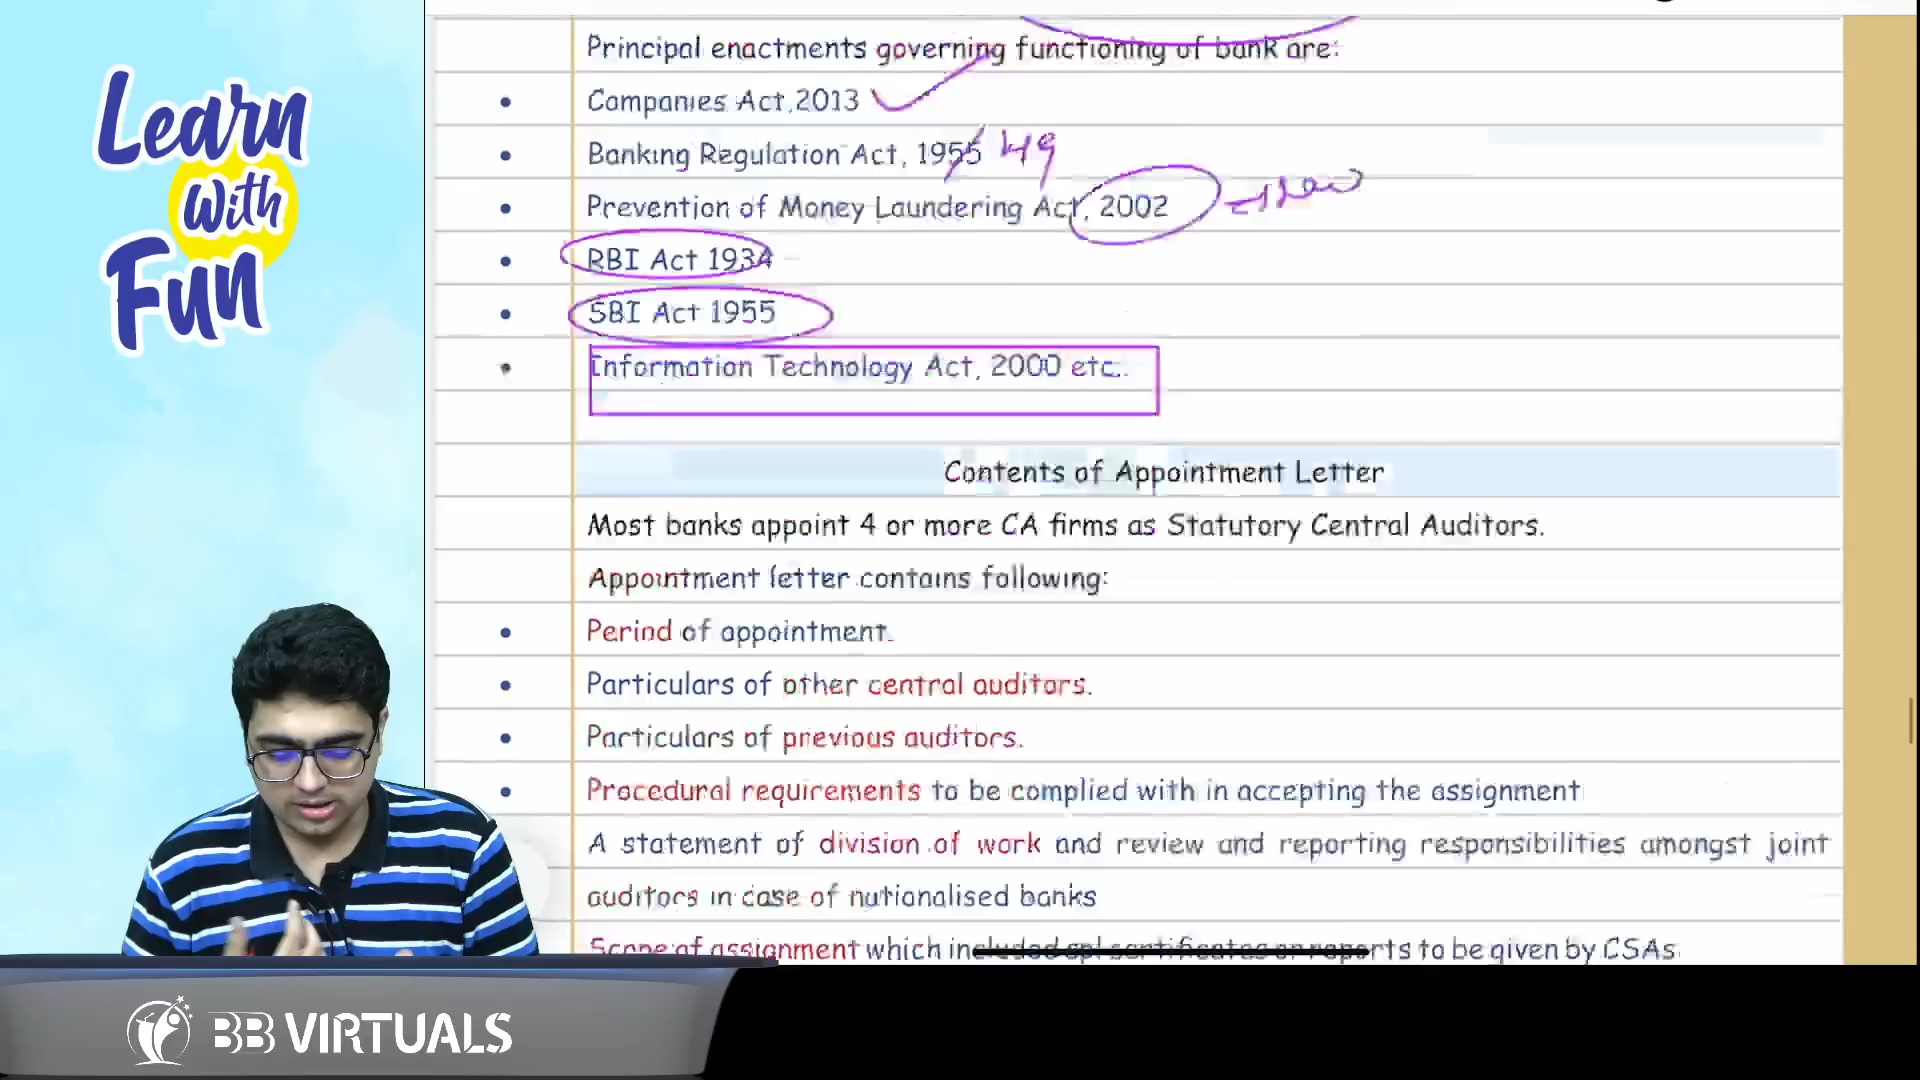 Learn
With
Fun
Principal enactments governing functioning of bank are:
• Companies Act,2013
• Banking Regulation Act, 1955 49
• Prevention of Money Laundering Act, 2002
• RBI Act 1934
• SBI Act 1955
• Information Technology Act, 2000 etc..
Contents of Appointment Letter
Most banks appoint 4 or more CA firms as Statutory Central Auditors.
Appointment letter contains following:
• Period of appointment.
• Particulars of other central auditors.
• Particulars of previous auditors.
• Procedural requirements to be complied with in accepting the assignment
A statement of division of work and review and reporting responsibilities amongst joint
auditors in case of nationalised banks
Scope of assignment which included spl certificates or reports to be given by CSAs
BB VIRTUALS